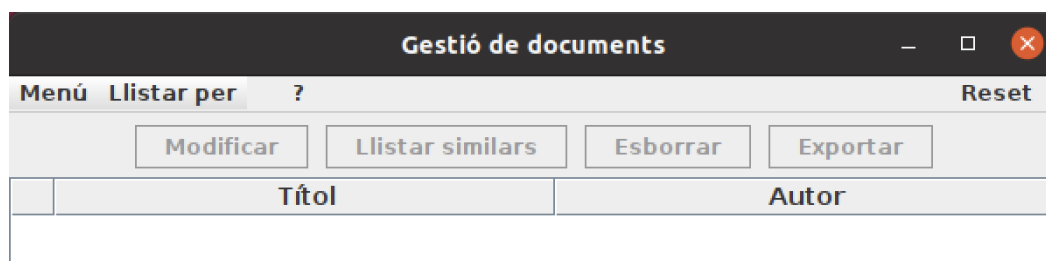 Gestió de documents
Menú Llistar per ? Reset
Modificar Llistar similars Esborrar Exportar
Títol Autor